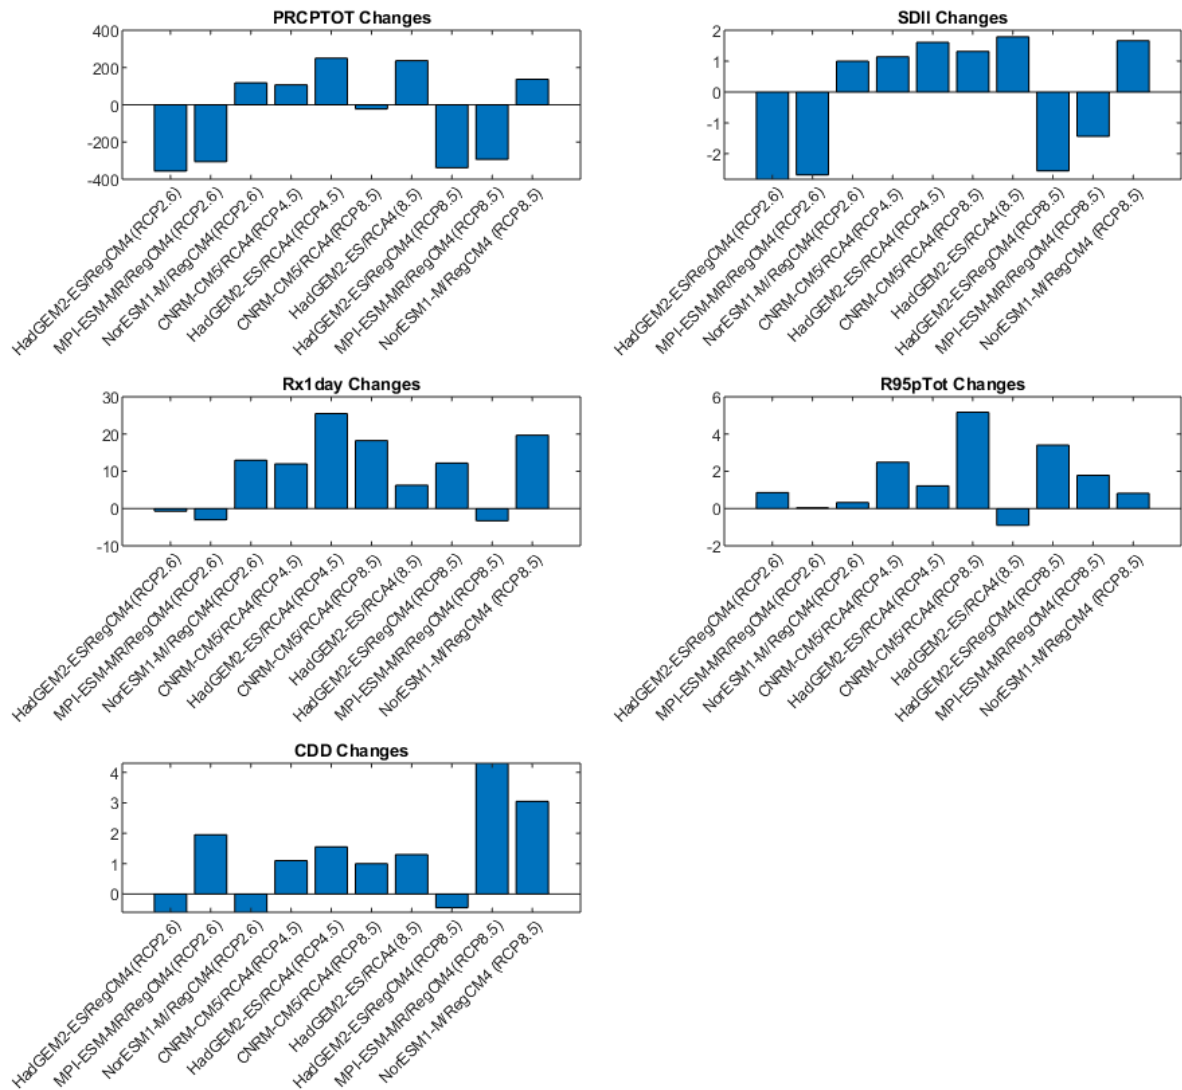 PRCPTOT Changes
400
200
0
-200
-400
HadGEM2-ES/RegCM4(RCP2.6)
MPI-ESM-MR/RegCM4(RCP2.6)
NorESM1-M/RegCM4(RCP2.6)
CNRM-CM5/RCA4(RCP4.5)
HadGEM2-ES/RCA4(RCP4.5)
CNRM-CM5/RCA4(RCP8.5)
HadGEM2-ES/RCA4(8.5)
HadGEM2-ES/RegCM4(RCP8.5)
MPI-ESM-MR/RegCM4(RCP8.5)
NorESM1-M/RegCM4 (RCP8.5)
SDII Changes
2
1
0
-1
-2
HadGEM2-ES/RegCM4(RCP2.6)
MPI-ESM-MR/RegCM4(RCP2.6)
NorESM1-M/RegCM4(RCP2.6)
CNRM-CM5/RCA4(RCP4.5)
HadGEM2-ES/RCA4(RCP4.5)
CNRM-CM5/RCA4(RCP8.5)
HadGEM2-ES/RCA4(8.5)
HadGEM2-ES/RegCM4(RCP8.5)
MPI-ESM-MR/RegCM4(RCP8.5)
NorESM1-M/RegCM4 (RCP8.5)
Rx1day Changes
30
20
10
0
-10
HadGEM2-ES/RegCM4(RCP2.6)
MPI-ESM-MR/RegCM4(RCP2.6)
NorESM1-M/RegCM4(RCP2.6)
CNRM-CM5/RCA4(RCP4.5)
HadGEM2-ES/RCA4(RCP4.5)
CNRM-CM5/RCA4(RCP8.5)
HadGEM2-ES/RCA4(8.5)
HadGEM2-ES/RegCM4(RCP8.5)
MPI-ESM-MR/RegCM4(RCP8.5)
NorESM1-M/RegCM4 (RCP8.5)
R95pTot Changes
6
4
2
0
-2
HadGEM2-ES/RegCM4(RCP2.6)
MPI-ESM-MR/RegCM4(RCP2.6)
NorESM1-M/RegCM4(RCP2.6)
CNRM-CM5/RCA4(RCP4.5)
HadGEM2-ES/RCA4(RCP4.5)
CNRM-CM5/RCA4(RCP8.5)
HadGEM2-ES/RCA4(8.5)
HadGEM2-ES/RegCM4(RCP8.5)
MPI-ESM-MR/RegCM4(RCP8.5)
NorESM1-M/RegCM4 (RCP8.5)
CDD Changes
4
3
2
1
0
HadGEM2-ES/RegCM4(RCP2.6)
MPI-ESM-MR/RegCM4(RCP2.6)
NorESM1-M/RegCM4(RCP2.6)
CNRM-CM5/RCA4(RCP4.5)
HadGEM2-ES/RCA4(RCP4.5)
CNRM-CM5/RCA4(RCP8.5)
HadGEM2-ES/RCA4(8.5)
HadGEM2-ES/RegCM4(RCP8.5)
MPI-ESM-MR/RegCM4(RCP8.5)
NorESM1-M/RegCM4 (RCP8.5)